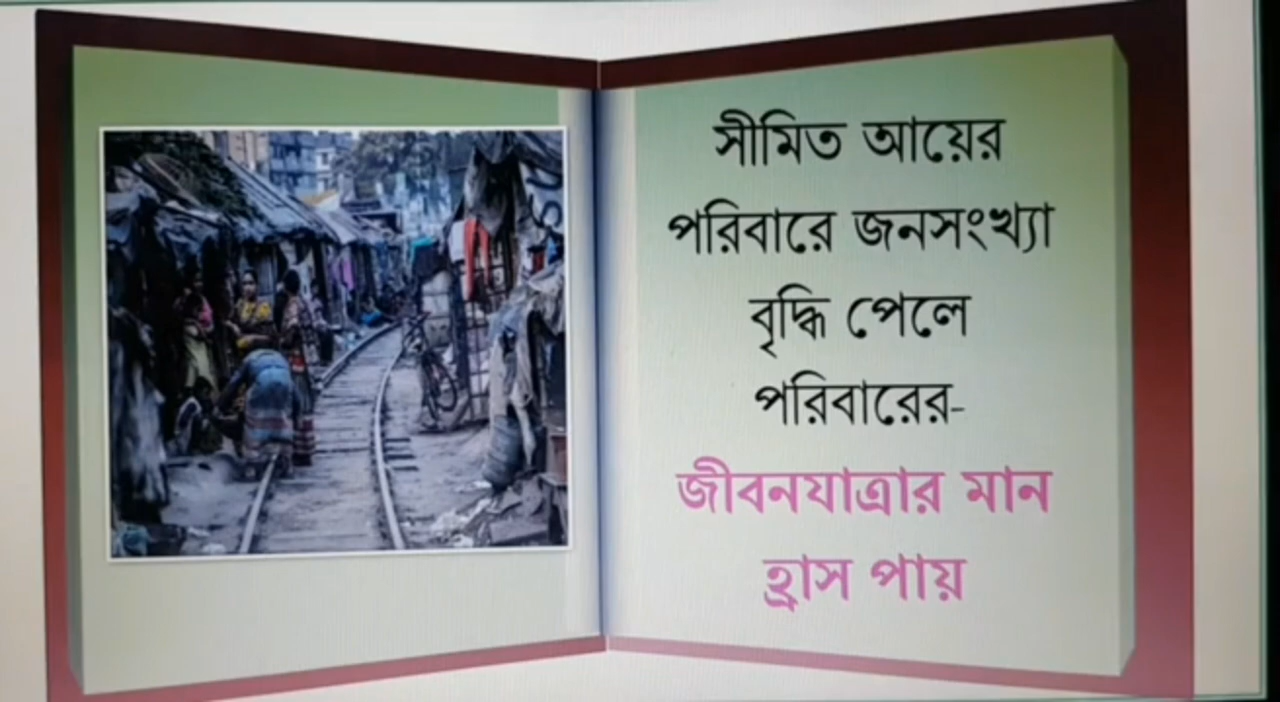 সীমিত আয়ের
পরিবারে জনসংখ্যা
বৃদ্ধি পেলে
পরিবারের-
জীবনযাত্রার মান
হ্রাস পায়